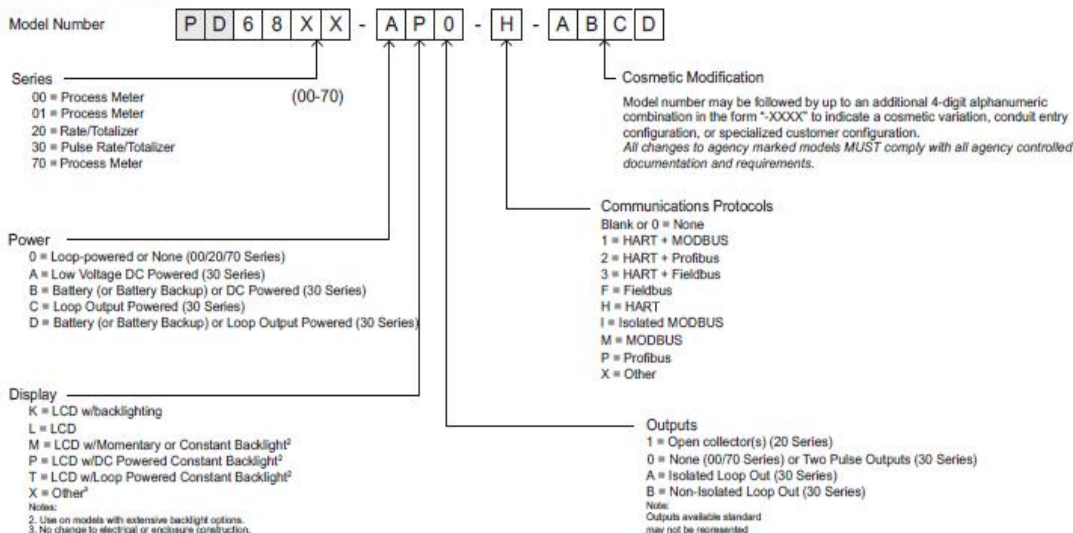 Model Number P D 6 8 X X - A P 0 - H - A B C D
Series
00 = Process Meter (00-70)
01 = Process Meter
20 = Rate/Totalizer
30 = Pulse Rate/Totalizer
70 = Process Meter
Cosmetic Modification
Model number may be followed by up to an additional 4-digit alphanumeric
combination in the form "-XXXX" to indicate a cosmetic variation, conduit entry
configuration, or specialized customer configuration.
All changes to agency marked models MUST comply with all agency controlled
documentation and requirements.
Communications Protocols
Blank or 0 = None
1 = HART + MODBUS
2 = HART + Profibus
3 = HART + Fieldbus
F = Fieldbus
H = HART
I = Isolated MODBUS
M = MODBUS
P = Profibus
X = Other
Power
0 = Loop-powered or None (00/20/70 Series)
A = Low Voltage DC Powered (30 Series)
B = Battery (or Battery Backup) or DC Powered (30 Series)
C = Loop Output Powered (30 Series)
D = Battery (or Battery Backup) or Loop Output Powered (30 Series)
Display
K = LCD w/backlighting
L = LCD
M = LCD w/Momentary or Constant Backlight²
P = LCD w/DC Powered Constant Backlight²
T = LCD w/Loop Powered Constant Backlight²
X = Other³
Notes:
2. Use on models with extensive backlight options.
3. No change to electrical or enclosure construction.
Outputs
1 = Open collector(s) (20 Series)
0 = None (00/70 Series) or Two Pulse Outputs (30 Series)
A = Isolated Loop Out (30 Series)
B = Non-Isolated Loop Out (30 Series)
Note:
Outputs available standard
may not be represented